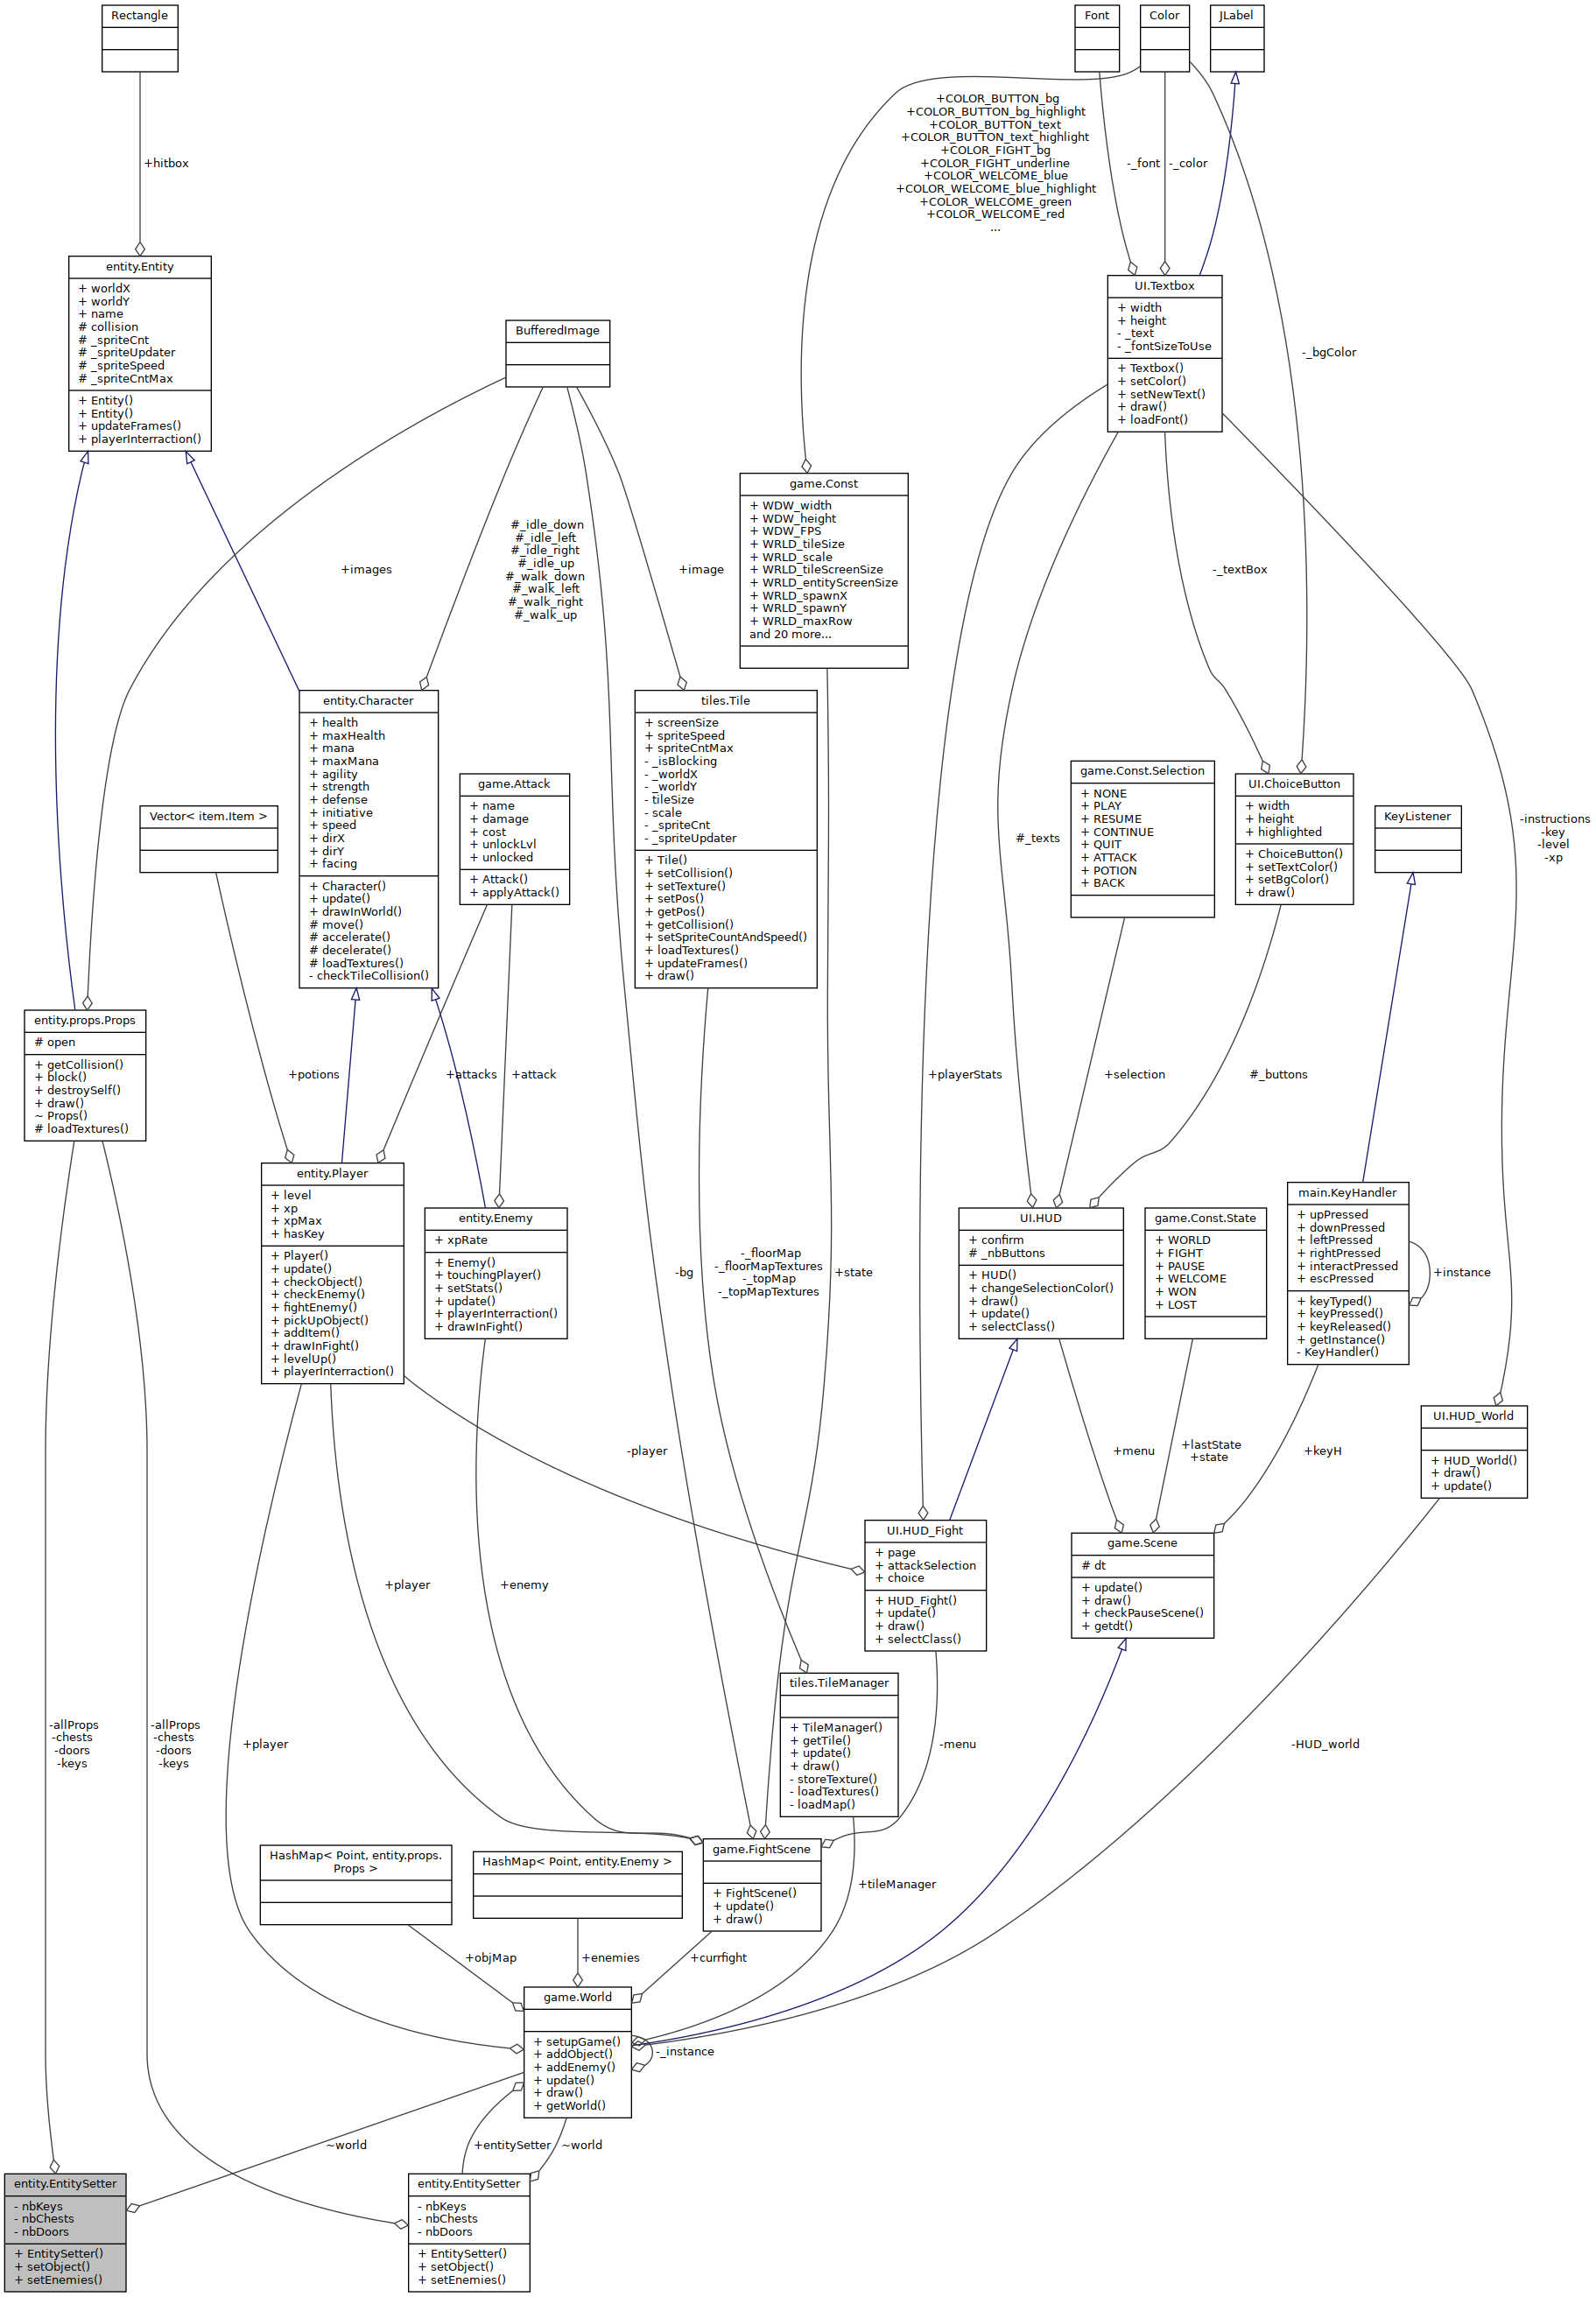 Rectangle
Font
Color
JLabel
+COLOR_BUTTON_bg
+COLOR_BUTTON_bg_highlight
+COLOR_BUTTON_text
+COLOR_BUTTON_text_highlight
+COLOR_FIGHT_bg
+COLOR_FIGHT_underline
+COLOR_WELCOME_blue
+COLOR_WELCOME_blue_highlight
+COLOR_WELCOME_green
+COLOR_WELCOME_red
...
+hitbox
-_font
-_color
entity.Entity
+ worldX
+ worldY
+ name
# collision
# _spriteCnt
# _spriteUpdater
# _spriteSpeed
# _spriteCntMax
+ Entity()
+ Entity()
+ updateFrames()
+ playerInterraction()
UI.Textbox
+ width
+ height
- _text
- _fontSizeToUse
+ Textbox()
+ setColor()
+ setNewText()
+ draw()
+ loadFont()
BufferedImage
-_bgColor
game.Const
+ WDW_width
+ WDW_height
+ WDW_FPS
+ WRLD_tileSize
+ WRLD_scale
+ WRLD_tileScreenSize
+ WRLD_entityScreenSize
+ WRLD_spawnX
+ WRLD_spawnY
+ WRLD_maxRow
and 20 more...
+images
#_idle_down
#_idle_left
#_idle_right
#_idle_up
#_walk_down
#_walk_left
#_walk_right
#_walk_up
+image
-_textBox
entity.Character
+ health
+ maxHealth
+ mana
+ maxMana
+ agility
+ strength
+ defense
+ initiative
+ speed
+ dirX
+ dirY
+ facing
+ Character()
+ update()
+ drawInWorld()
# move()
# accelerate()
# decelerate()
# loadTextures()
- checkTileCollision()
tiles.Tile
+ screenSize
+ spriteSpeed
+ spriteCntMax
- _isBlocking
- _worldX
- _worldY
- tileSize
- scale
- _spriteCnt
- _spriteUpdater
+ Tile()
+ setCollision()
+ setTexture()
+ setPos()
+ getPos()
+ getCollision()
+ setSpriteCountAndSpeed()
+ loadTextures()
+ updateFrames()
+ draw()
Vector< item.Item >
game.Attack
+ name
+ damage
+ cost
+ unlockLvl
+ unlocked
+ Attack()
+ applyAttack()
#_texts
game.Const.Selection
+ NONE
+ PLAY
+ RESUME
+ CONTINUE
+ QUIT
+ ATTACK
+ POTION
+ BACK
UI.ChoiceButton
+ width
+ height
+ highlighted
+ ChoiceButton()
+ setTextColor()
+ setBgColor()
+ draw()
KeyListener
-instructions
-key
-level
-xp
entity.props.Props
# open
+ getCollision()
+ block()
+ destroySelf()
+ draw()
~ Props()
# loadTextures()
+potions
+attacks
+attack
+playerStats
+selection
#_buttons
entity.Player
+ level
+ xp
+ xpMax
+ hasKey
+ Player()
+ update()
+ checkObject()
+ checkEnemy()
+ fightEnemy()
+ pickUpObject()
+ addItem()
+ drawInFight()
+ levelUp()
+ playerInterraction()
entity.Enemy
+ xpRate
+ Enemy()
+ touchingPlayer()
+ setStats()
+ update()
+ playerInterraction()
+ drawInFight()
-bg
-_floorMap
-_floorMapTextures
-_topMap
-_topMapTextures
+state
UI.HUD
+ confirm
# _nbButtons
+ HUD()
+ changeSelectionColor()
+ draw()
+ update()
+ selectClass()
game.Const.State
+ WORLD
+ FIGHT
+ PAUSE
+ WELCOME
+ WON
+ LOST
main.KeyHandler
+ upPressed
+ downPressed
+ leftPressed
+ rightPressed
+ interactPressed
+ escPressed
+ keyTyped()
+ keyPressed()
+ keyReleased()
+ getInstance()
- KeyHandler()
+instance
UI.HUD_World
+ HUD_World()
+ draw()
+ update()
-player
+menu
+lastState
+state
+keyH
UI.HUD_Fight
+ page
+ attackSelection
+ choice
+ HUD_Fight()
+ update()
+ draw()
+ selectClass()
game.Scene
# dt
+ update()
+ draw()
+ checkPauseScene()
+ getdt()
+player
+enemy
tiles.TileManager
+ TileManager()
+ getTile()
+ update()
+ draw()
- storeTexture()
- loadTextures()
- loadMap()
-allProps
-chests
-doors
-keys
-allProps
-chests
-doors
-keys
+player
-menu
-HUD_world
HashMap< Point, entity.props.
Props >
HashMap< Point, entity.Enemy >
game.FightScene
+ FightScene()
+ update()
+ draw()
+tileManager
+objMap
+enemies
+currfight
game.World
+ setupGame()
+ addObject()
+ addEnemy()
+ update()
+ draw()
+ getWorld()
-_instance
~world
+entitySetter
~world
entity.EntitySetter
- nbKeys
- nbChests
- nbDoors
+ EntitySetter()
+ setObject()
+ setEnemies()
entity.EntitySetter
- nbKeys
- nbChests
- nbDoors
+ EntitySetter()
+ setObject()
+ setEnemies()